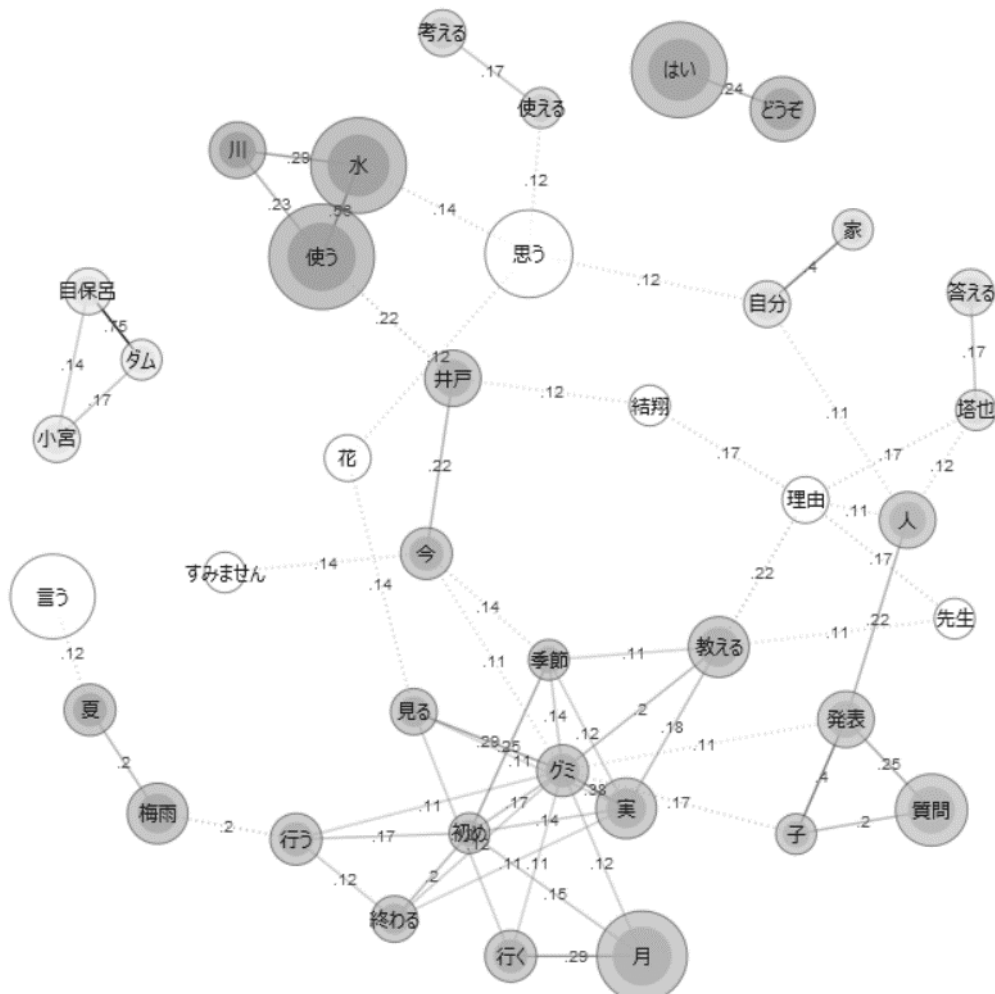 考える
.17
使える
はい
.24
どうぞ
川
.29
水
.23
.53
使う
.14
.12
思う
家
.4
.12
自分
自保呂
.75
.14
ダム
.17
小宮
.22
.12
井戸
.12
結翔
答える
.17
塔也
.11
.17
.17
.12
花
.22
理由
.11
人
今
すみません
.14
.14
.14
.11
.22
.17
.22
先生
.11
言う
.12
夏
季節
.11
教える
見る
.14
.12
.2
.18
.29
.25
.11
グミ
.11
発表
.2
.38
.4
.25
梅雨
.2
行う
.11
.17
.17
初め
.14
実
.17
子
.2
質問
.12
.12
.2
.11
.11
.12
終わる
.15
行く
.29
月